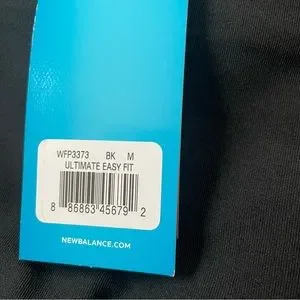 WFP3373 BK M
ULTIMATE EASY FIT
8 86863 45679 2
NEWBALANCE.COM